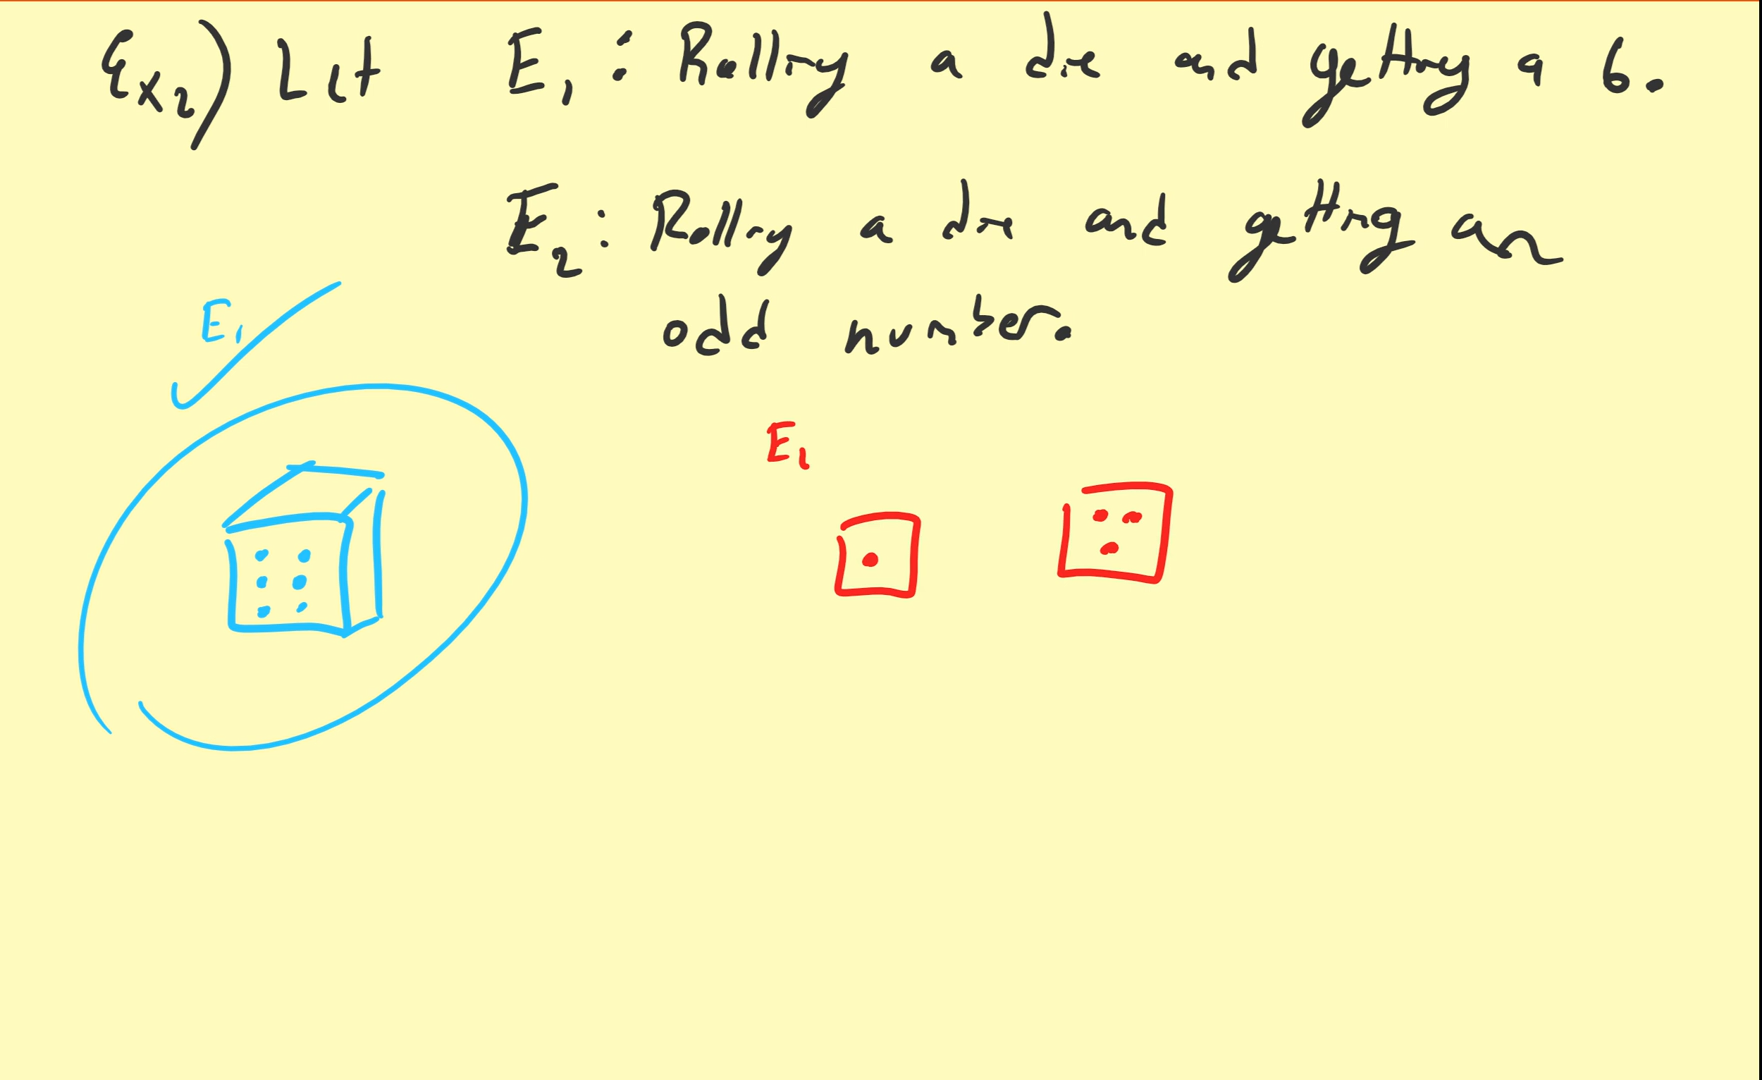 Ex2) Let E1: Rolling a die and getting a 6.
E2: Rolling a die and getting an
odd number.
E1
E1